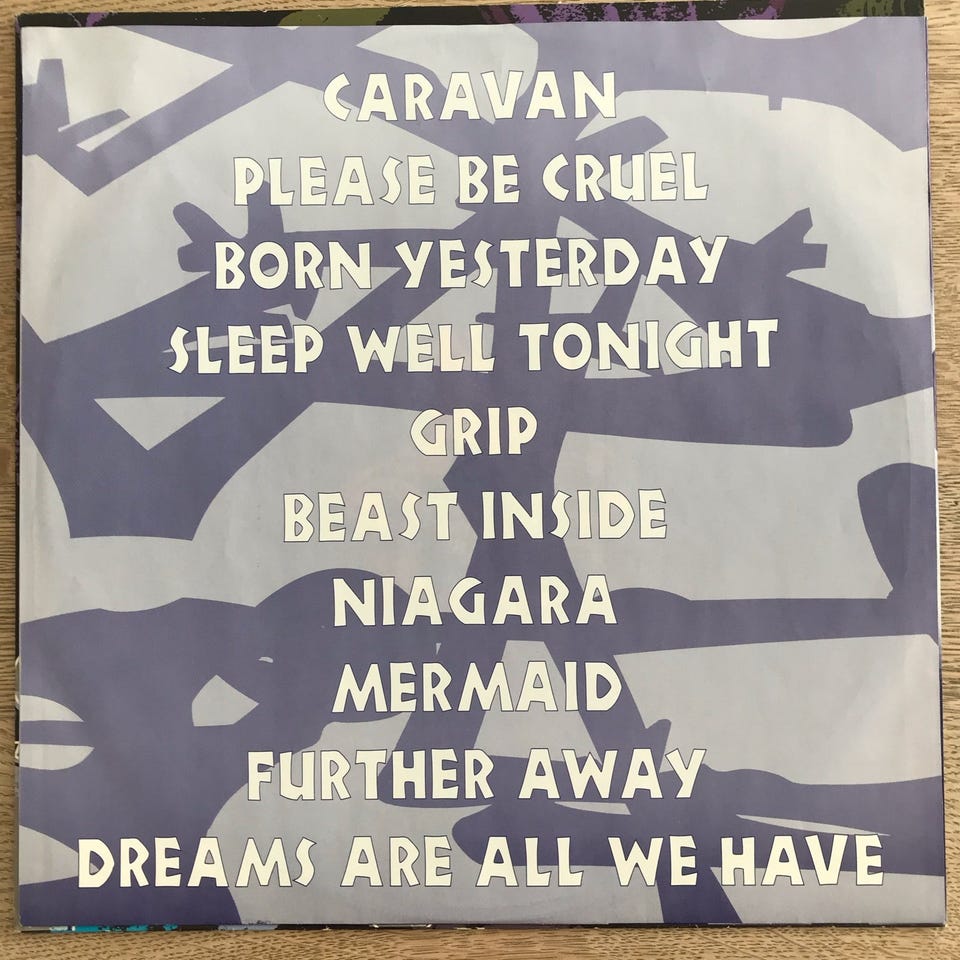 CARAVAN
PLEASE BE CRUEL
BORN YESTERDAY
SLEEP WELL TONIGHT
GRIP
BEAST INSIDE
NIAGARA
MERMAID
FURTHER AWAY
DREAMS ARE ALL WE HAVE